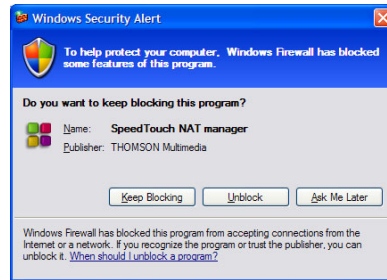 Windows Security Alert
To help protect your computer, Windows Firewall has blocked
some features of this program.
Do you want to keep blocking this program?
Name: SpeedTouch NAT manager
Publisher: THOMSON Multimedia
Keep Blocking Unblock Ask Me Later
Windows Firewall has blocked this program from accepting connections from the
Internet or a network. If you recognize the program or trust the publisher, you can
unblock it. When should I unblock a program?